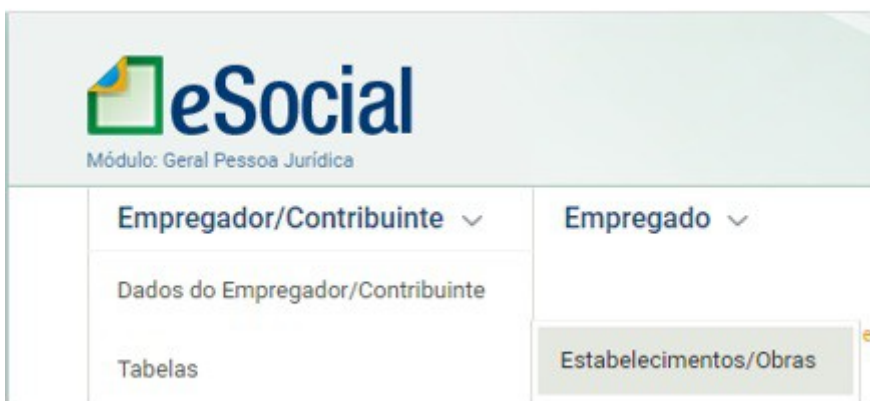 eSocial
Módulo: Geral Pessoa Jurídica
Empregador/Contribuinte
Empregado
Dados do Empregador/Contribuinte
Tabelas
Estabelecimentos/Obras